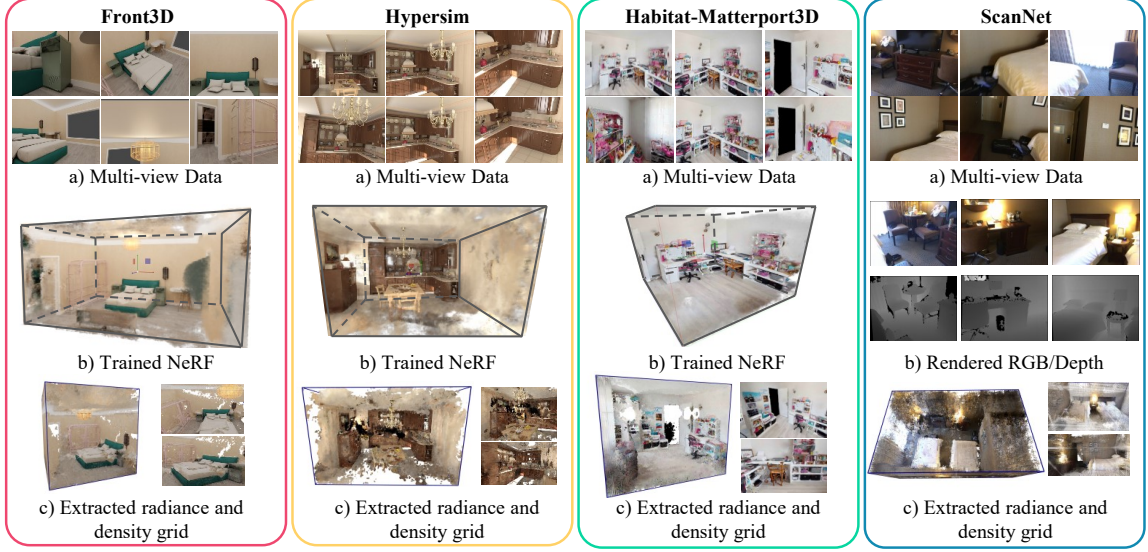 Front3D
a) Multi-view Data
b) Trained NeRF
c) Extracted radiance and
density grid
Hypersim
a) Multi-view Data
b) Trained NeRF
c) Extracted radiance and
density grid
Habitat-Matterport3D
a) Multi-view Data
b) Trained NeRF
c) Extracted radiance and
density grid
ScanNet
a) Multi-view Data
b) Rendered RGB/Depth
c) Extracted radiance and
density grid